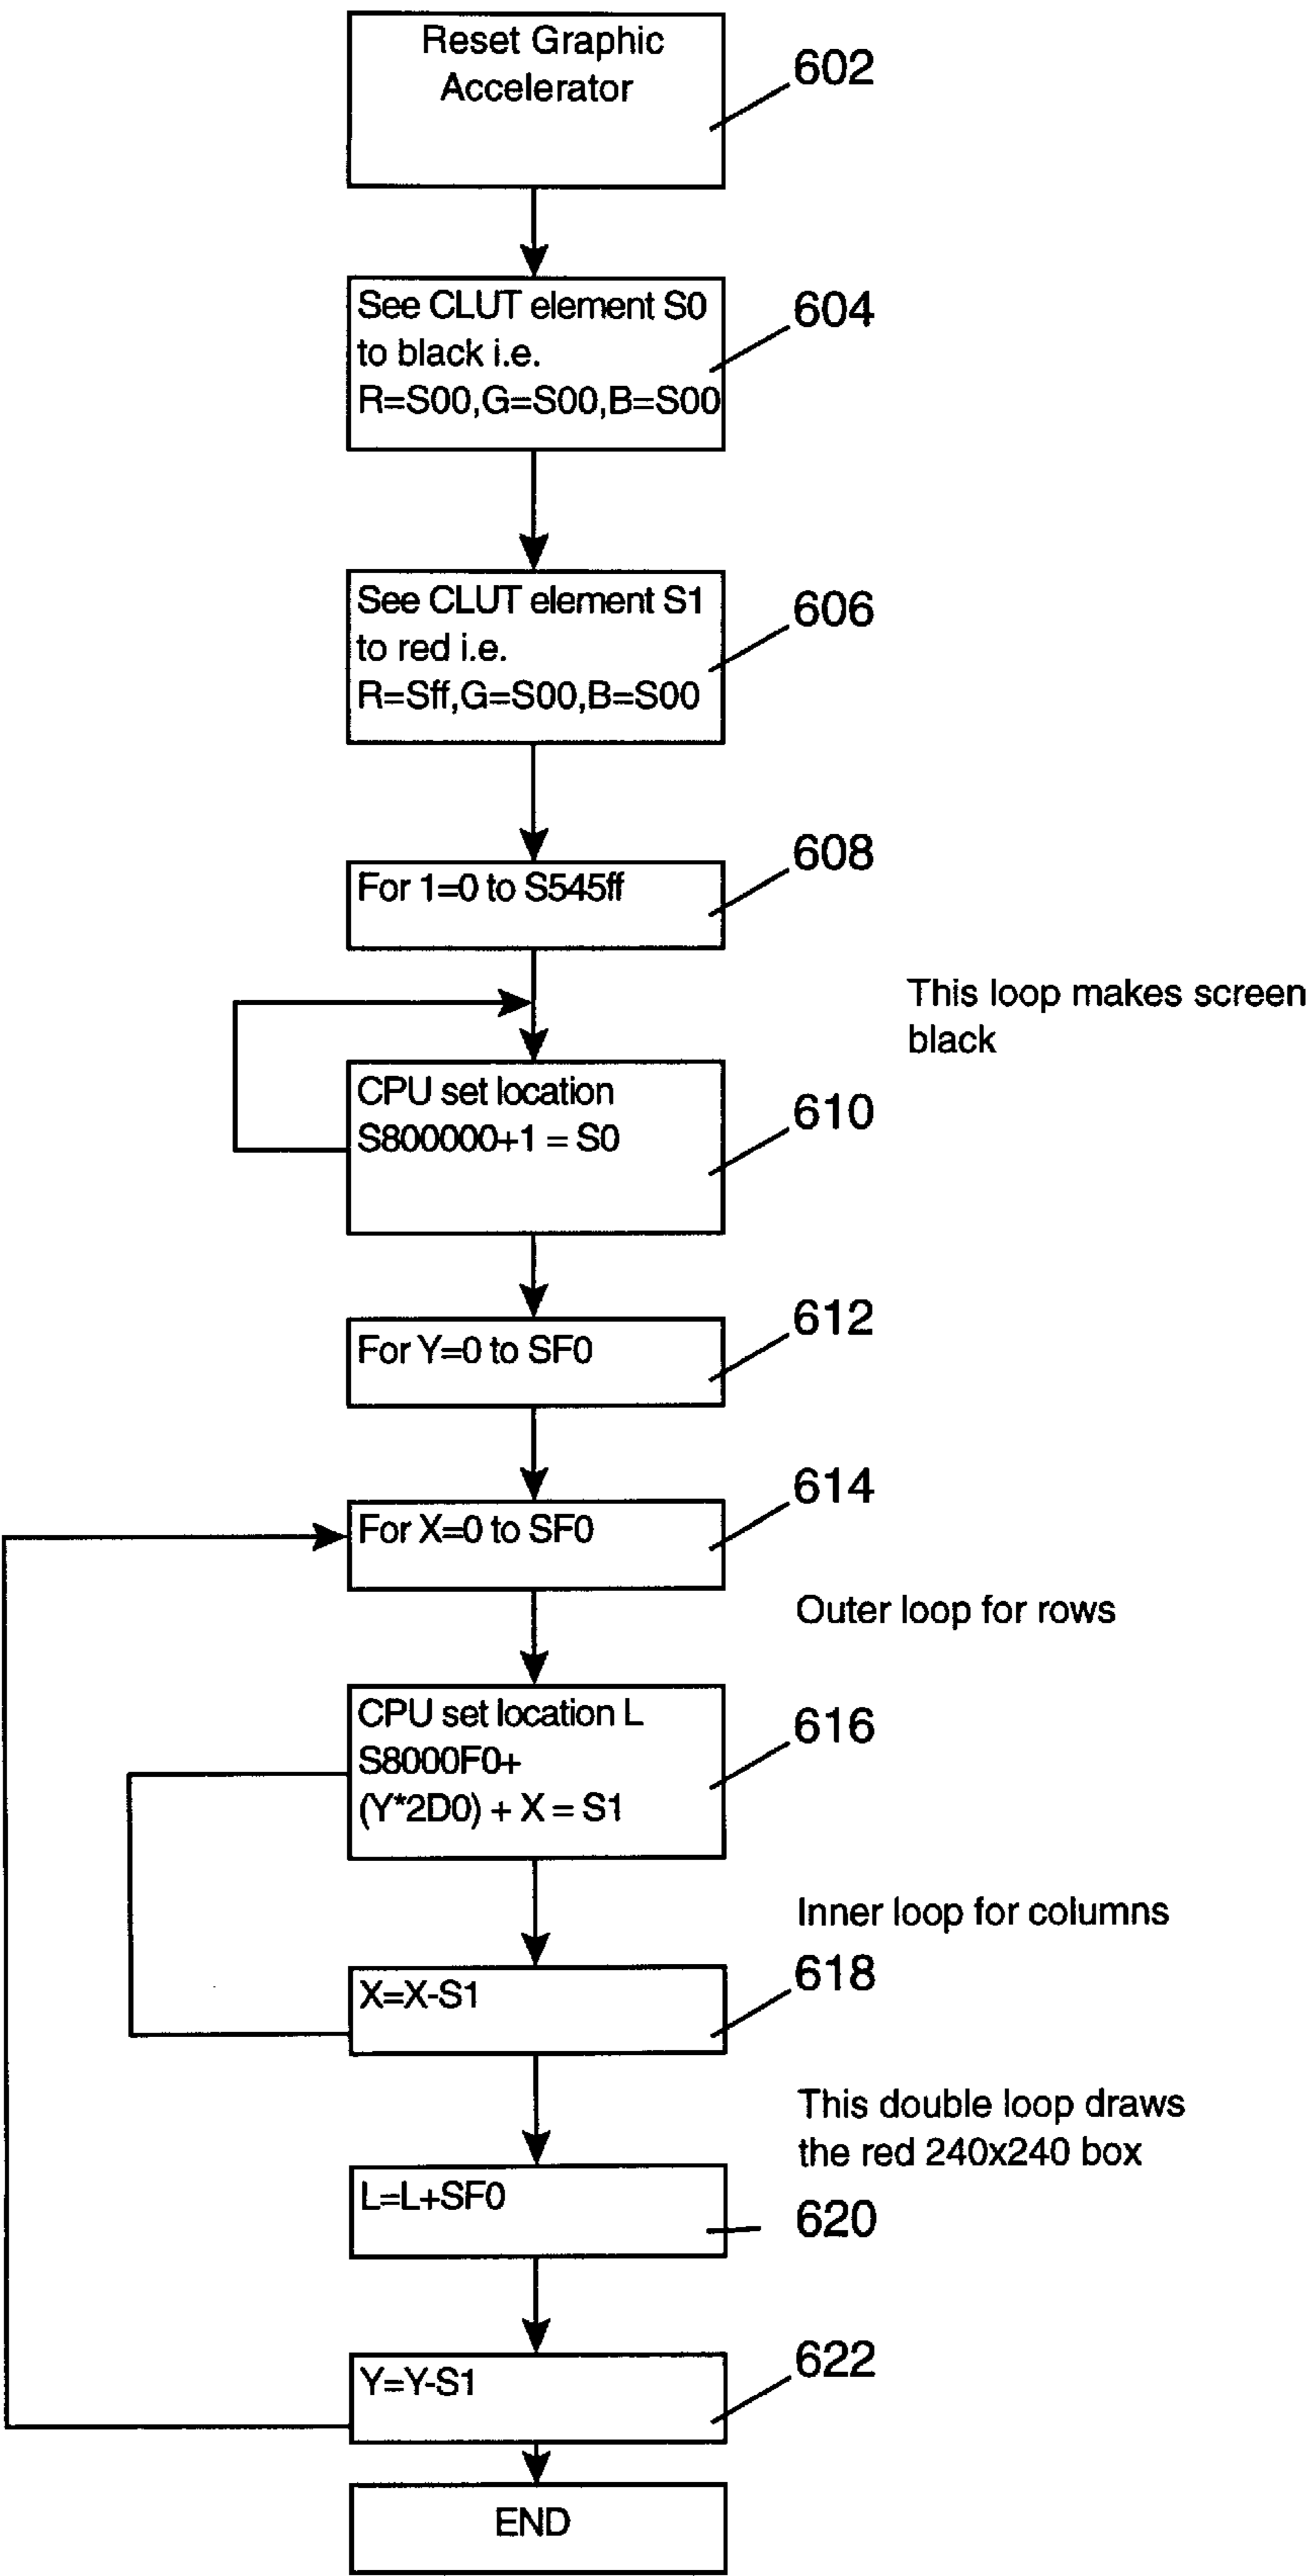 Reset Graphic
Accelerator
602
See CLUT element S0
to black i.e.
R=S00,G=S00,B=S00
604
See CLUT element S1
to red i.e.
R=Sff,G=S00,B=S00
606
For 1=0 to S545ff
608
This loop makes screen
black
CPU set location
S800000+1 = S0
610
For Y=0 to SF0
612
For X=0 to SF0
614
Outer loop for rows
CPU set location L
S8000F0+
(Y*2D0) + X = S1
616
Inner loop for columns
X=X-S1
618
This double loop draws
the red 240x240 box
L=L+SF0
620
Y=Y-S1
622
END